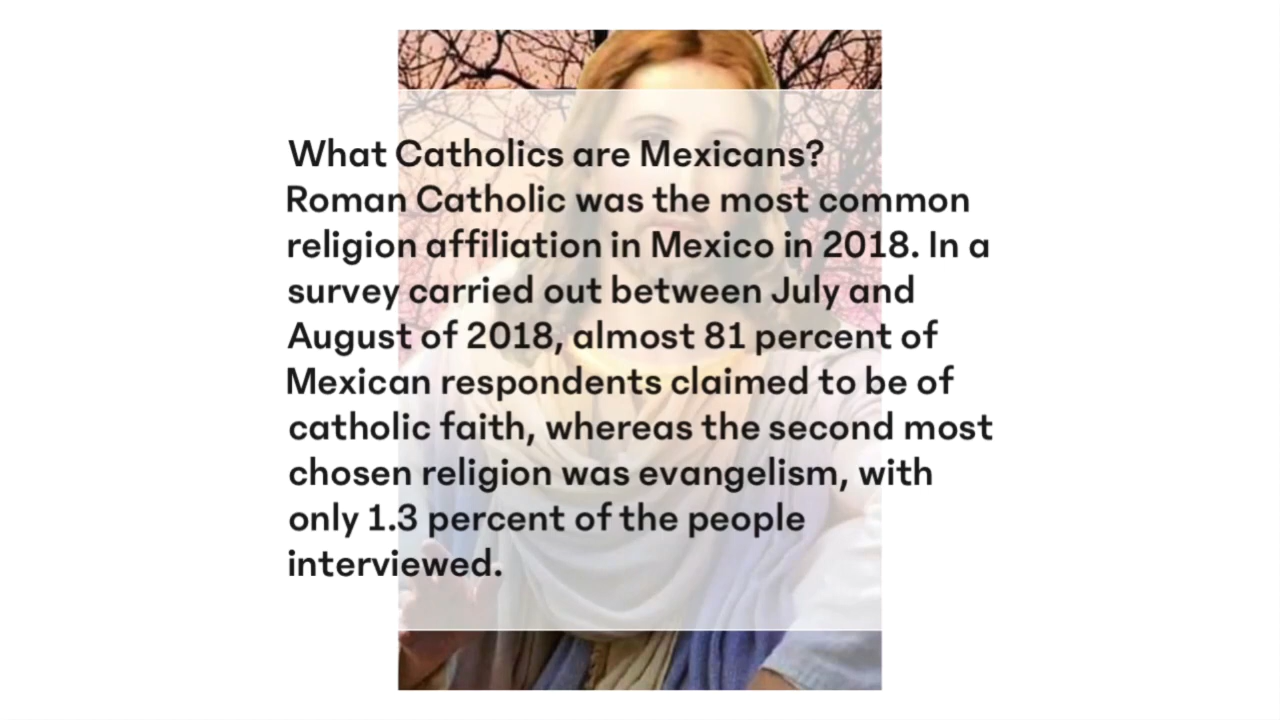 What Catholics are Mexicans?
Roman Catholic was the most common
religion affiliation in Mexico in 2018. In a
survey carried out between July and
August of 2018, almost 81 percent of
Mexican respondents claimed to be of
catholic faith, whereas the second most
chosen religion was evangelism, with
only 1.3 percent of the people
interviewed.